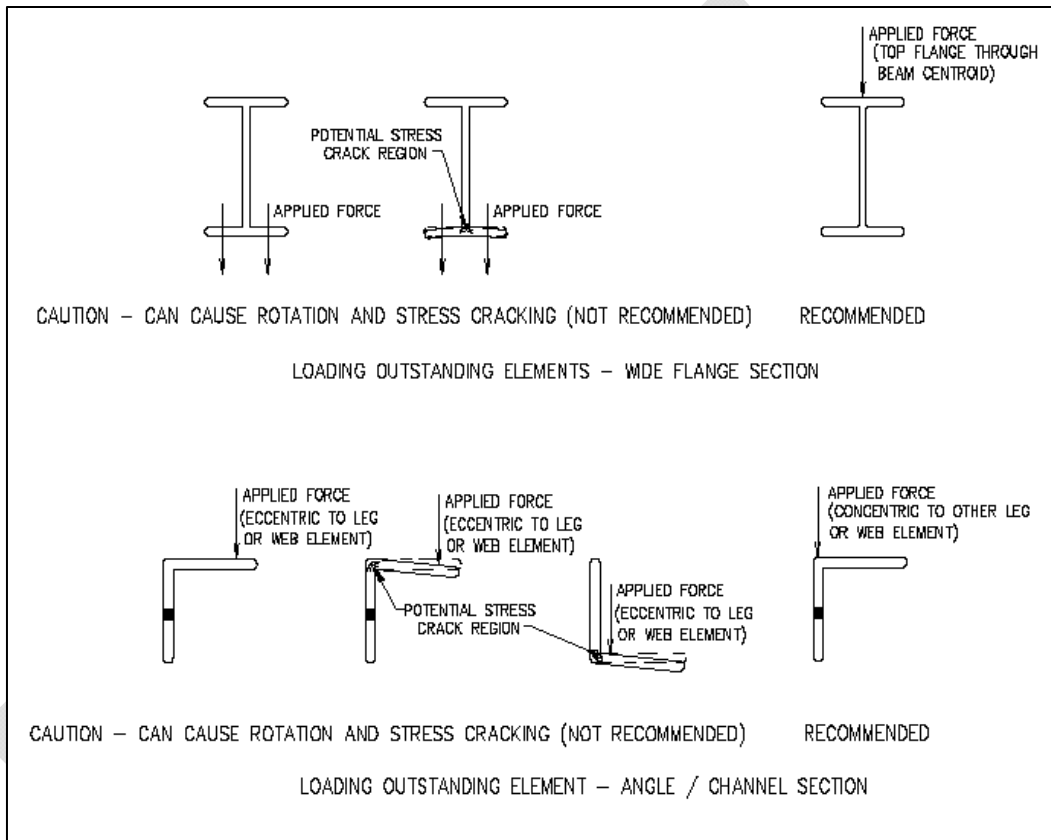 APPLIED FORCE
(TOP FLANGE THROUGH
BEAM CENTROID)
POTENTIAL STRESS
CRACK REGION
APPLIED FORCE
APPLIED FORCE
CAUTION – CAN CAUSE ROTATION AND STRESS CRACKING (NOT RECOMMENDED)
RECOMMENDED
LOADING OUTSTANDING ELEMENTS – WIDE FLANGE SECTION
APPLIED FORCE
(ECCENTRIC TO LEG
OR WEB ELEMENT)
APPLIED FORCE
(ECCENTRIC TO LEG
OR WEB ELEMENT)
POTENTIAL STRESS
CRACK REGION
APPLIED FORCE
(ECCENTRIC TO LEG
OR WEB ELEMENT)
APPLIED FORCE
(CONCENTRIC TO OTHER LEG
OR WEB ELEMENT)
CAUTION – CAN CAUSE ROTATION AND STRESS CRACKING (NOT RECOMMENDED)
RECOMMENDED
LOADING OUTSTANDING ELEMENT – ANGLE / CHANNEL SECTION